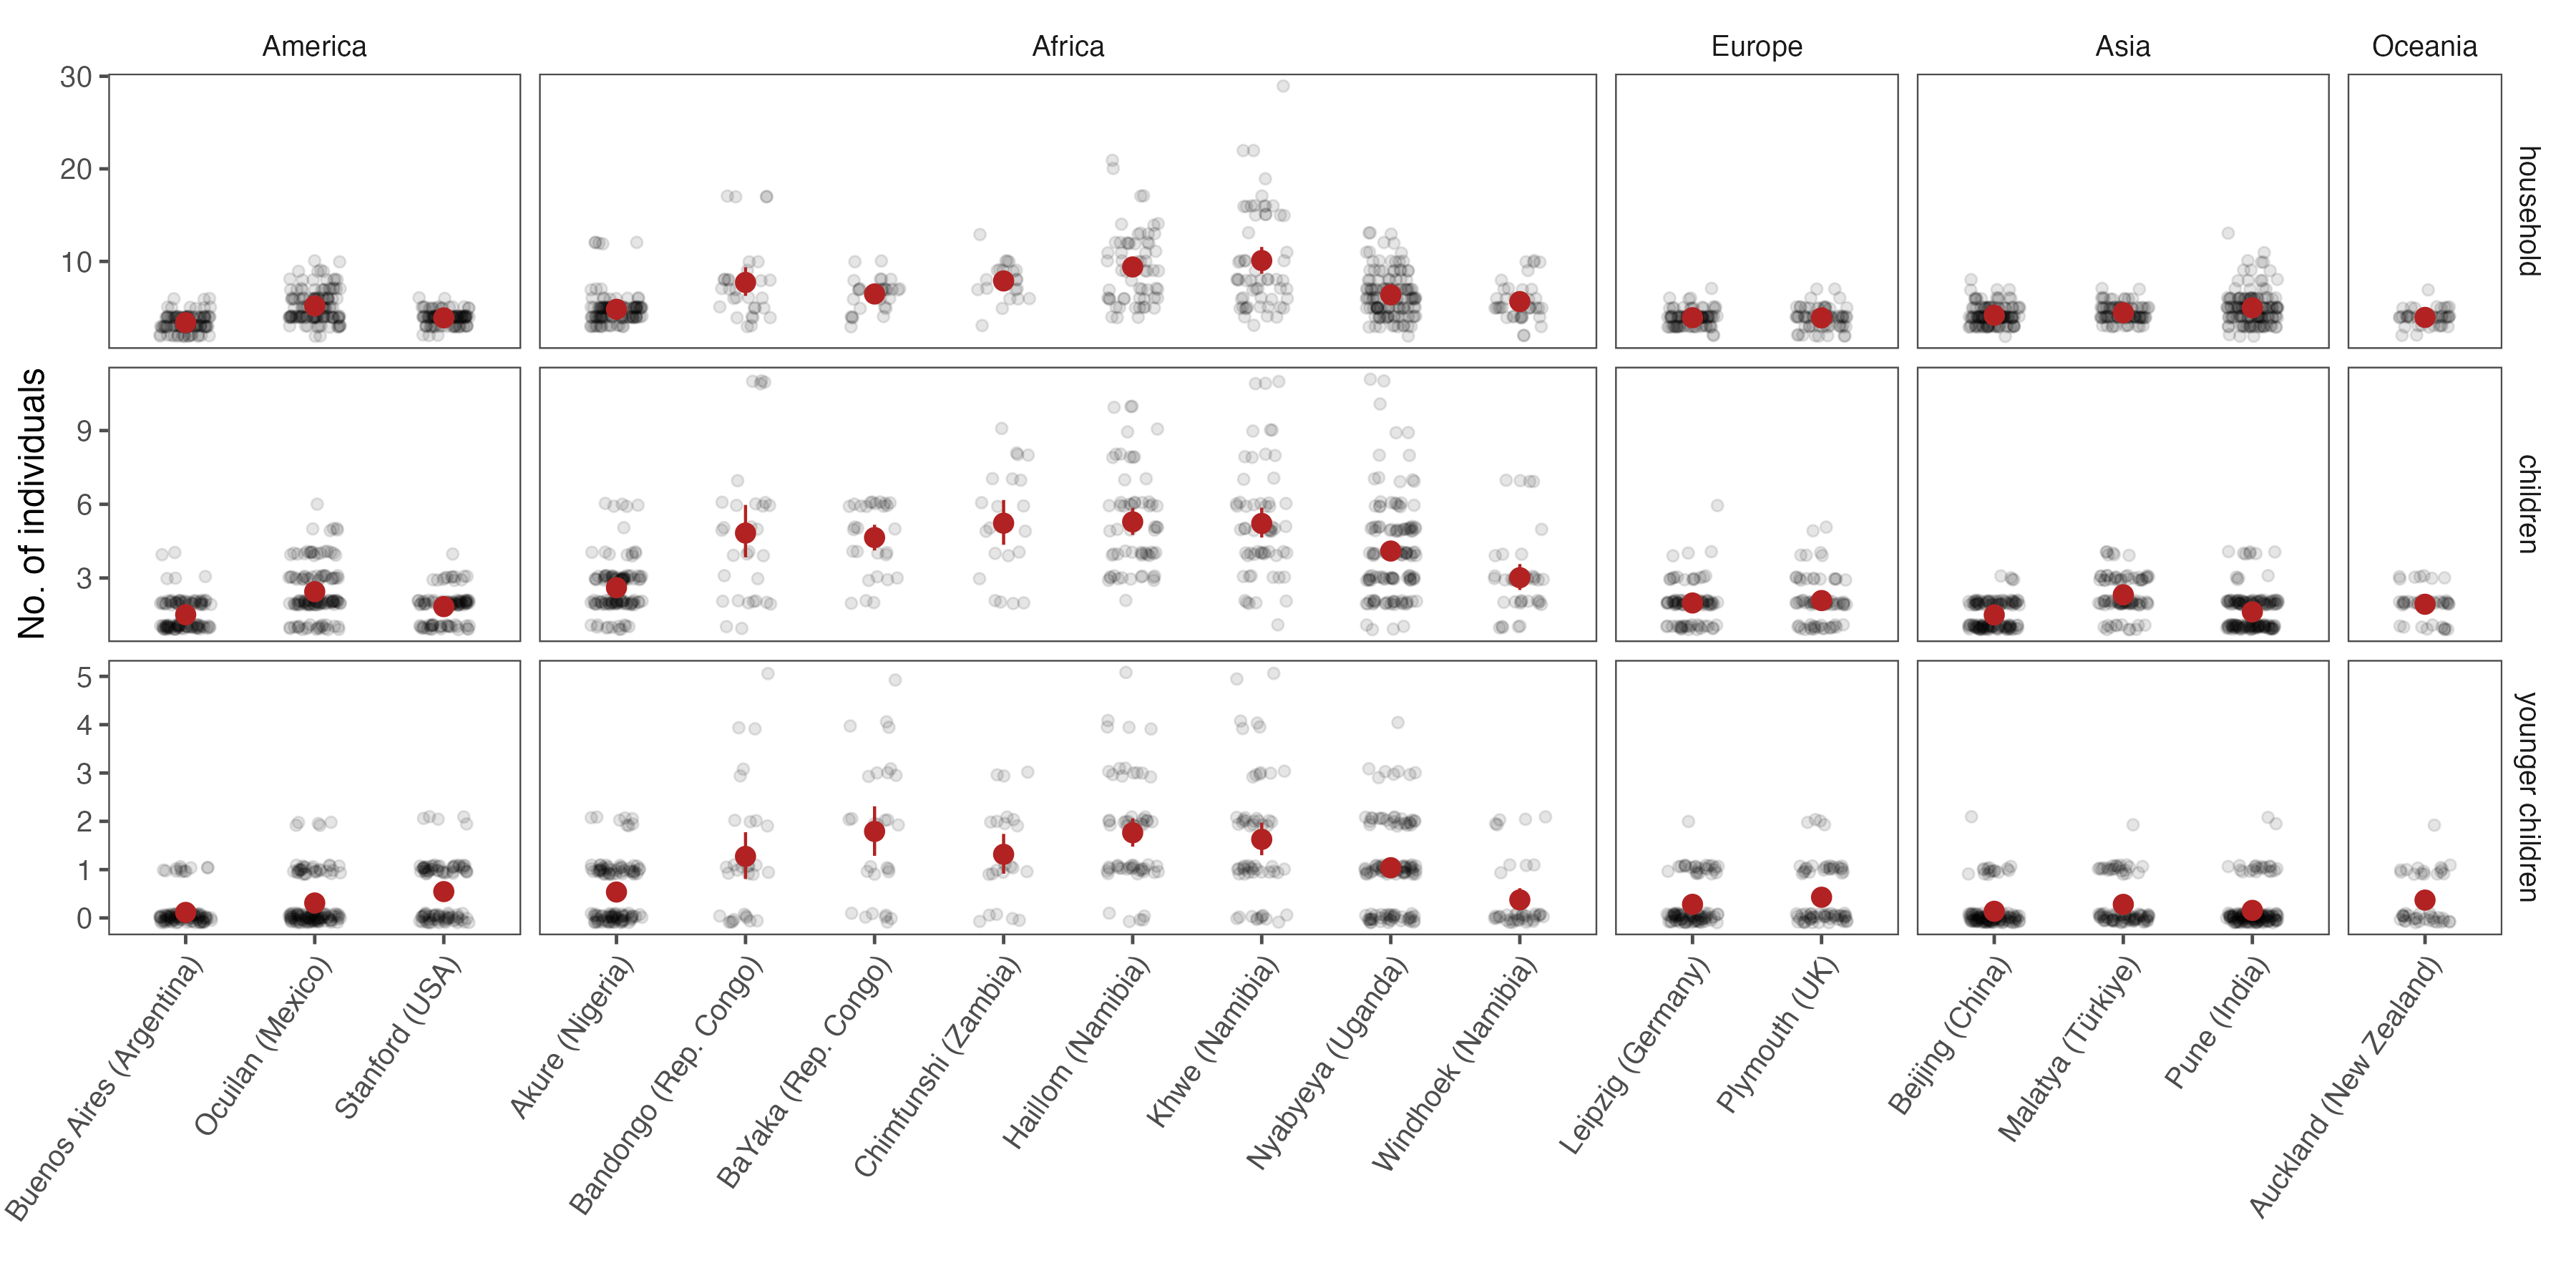 America
Africa
Europe
Asia
Oceania
No. of individuals
30
20
10
household
9
6
3
children
5
4
3
2
1
0
younger children
Buenos Aires (Argentina)
Ocuilan (Mexico)
Stanford (USA)
Akure (Nigeria)
Bandongo (Rep. Congo)
BaYaka (Rep. Congo)
Chimfunshi (Zambia)
Haillom (Namibia)
Khwe (Namibia)
Nyabyeya (Uganda)
Windhoek (Namibia)
Leipzig (Germany)
Plymouth (UK)
Beijing (China)
Malatya (Türkiye)
Pune (India)
Auckland (New Zealand)